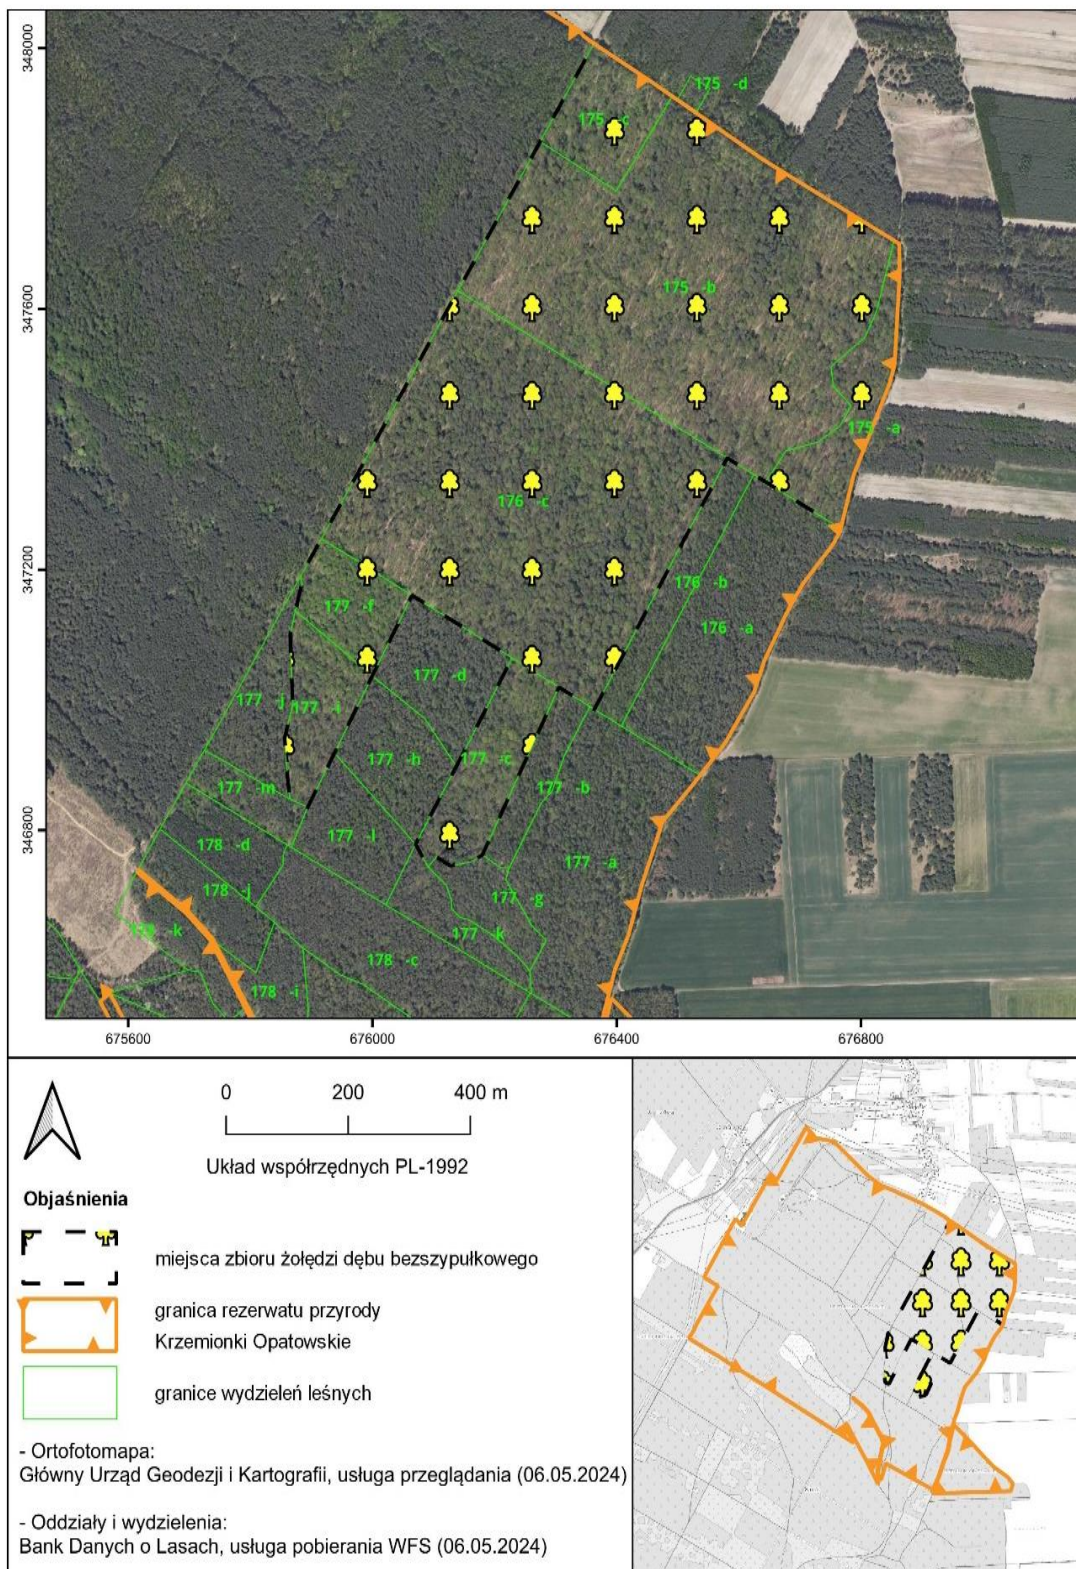 348000
347600
347200
346800
175 -d
175 -c
175 -b
175 -a
176 -c
176 -b
176 -a
177 -f
177 -d
177 -j
177 -i
177 -h
177 -c
177 -m
177 -b
177 -l
177 -a
178 -d
178 -j
177 -g
177 -k
178 -k
178 -c
178 -i
675600
676000
676400
676800
0 200 400 m
Układ współrzędnych PL-1992
Objaśnienia
miejsca zbioru żołędzi dębu bezszypułkowego
granica rezerwatu przyrody
Krzemionki Opatowskie
granice wydzieleń leśnych
- Ortofotomapa:
Główny Urząd Geodezji i Kartografii, usługa przeglądania (06.05.2024)
- Oddziały i wydzielenia:
Bank Danych o Lasach, usługa pobierania WFS (06.05.2024)